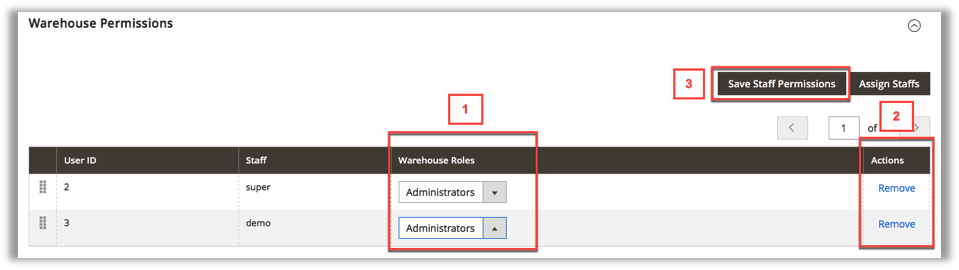 Warehouse Permissions
3 Save Staff Permissions Assign Staffs
1 1 of 2
User ID Staff Warehouse Roles Actions
2 super Administrators Remove
3 demo Administrators Remove